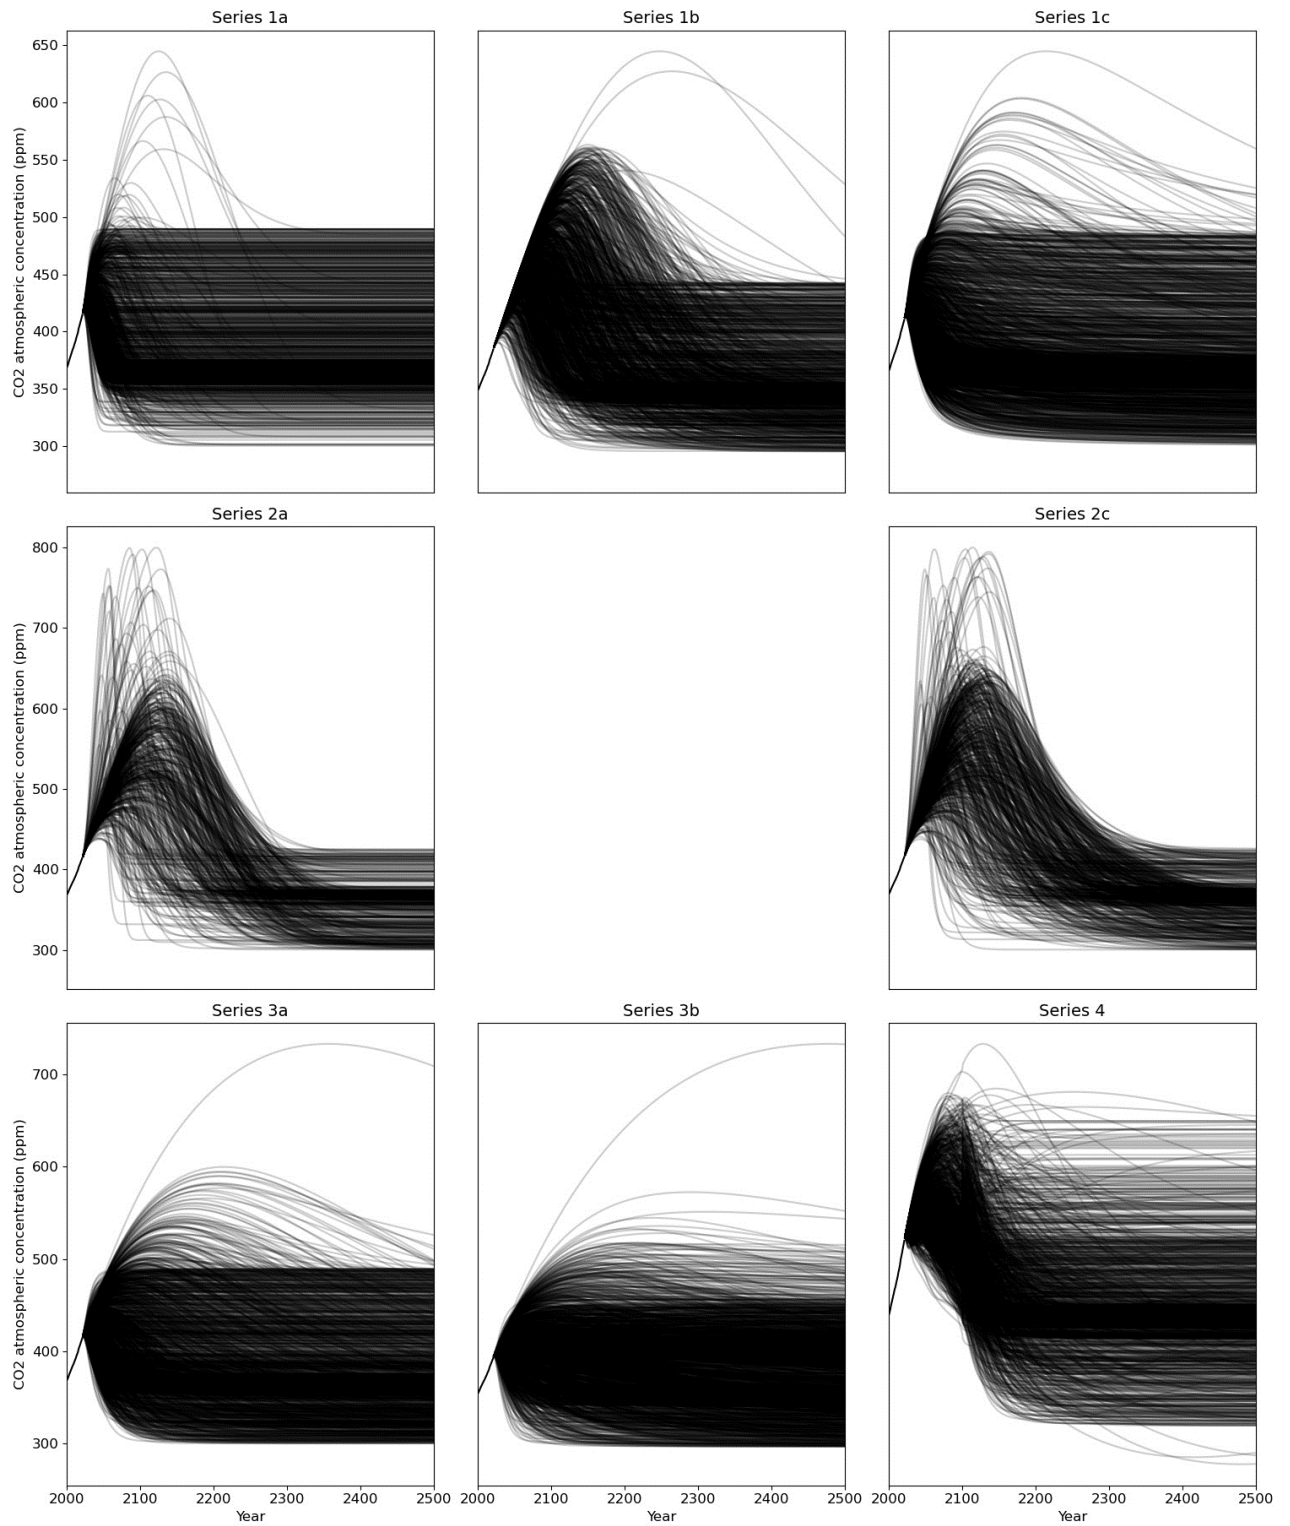 Series 1a
Series 1b
Series 1c
650
600
550
500
450
400
350
300
CO2 atmospheric concentration (ppm)
Series 2a
Series 2c
800
700
600
500
400
300
CO2 atmospheric concentration (ppm)
Series 3a
Series 3b
Series 4
700
600
500
400
300
CO2 atmospheric concentration (ppm)
2000 2100 2200 2300 2400 2500
2000 2100 2200 2300 2400 2500
2000 2100 2200 2300 2400 2500
Year
Year
Year